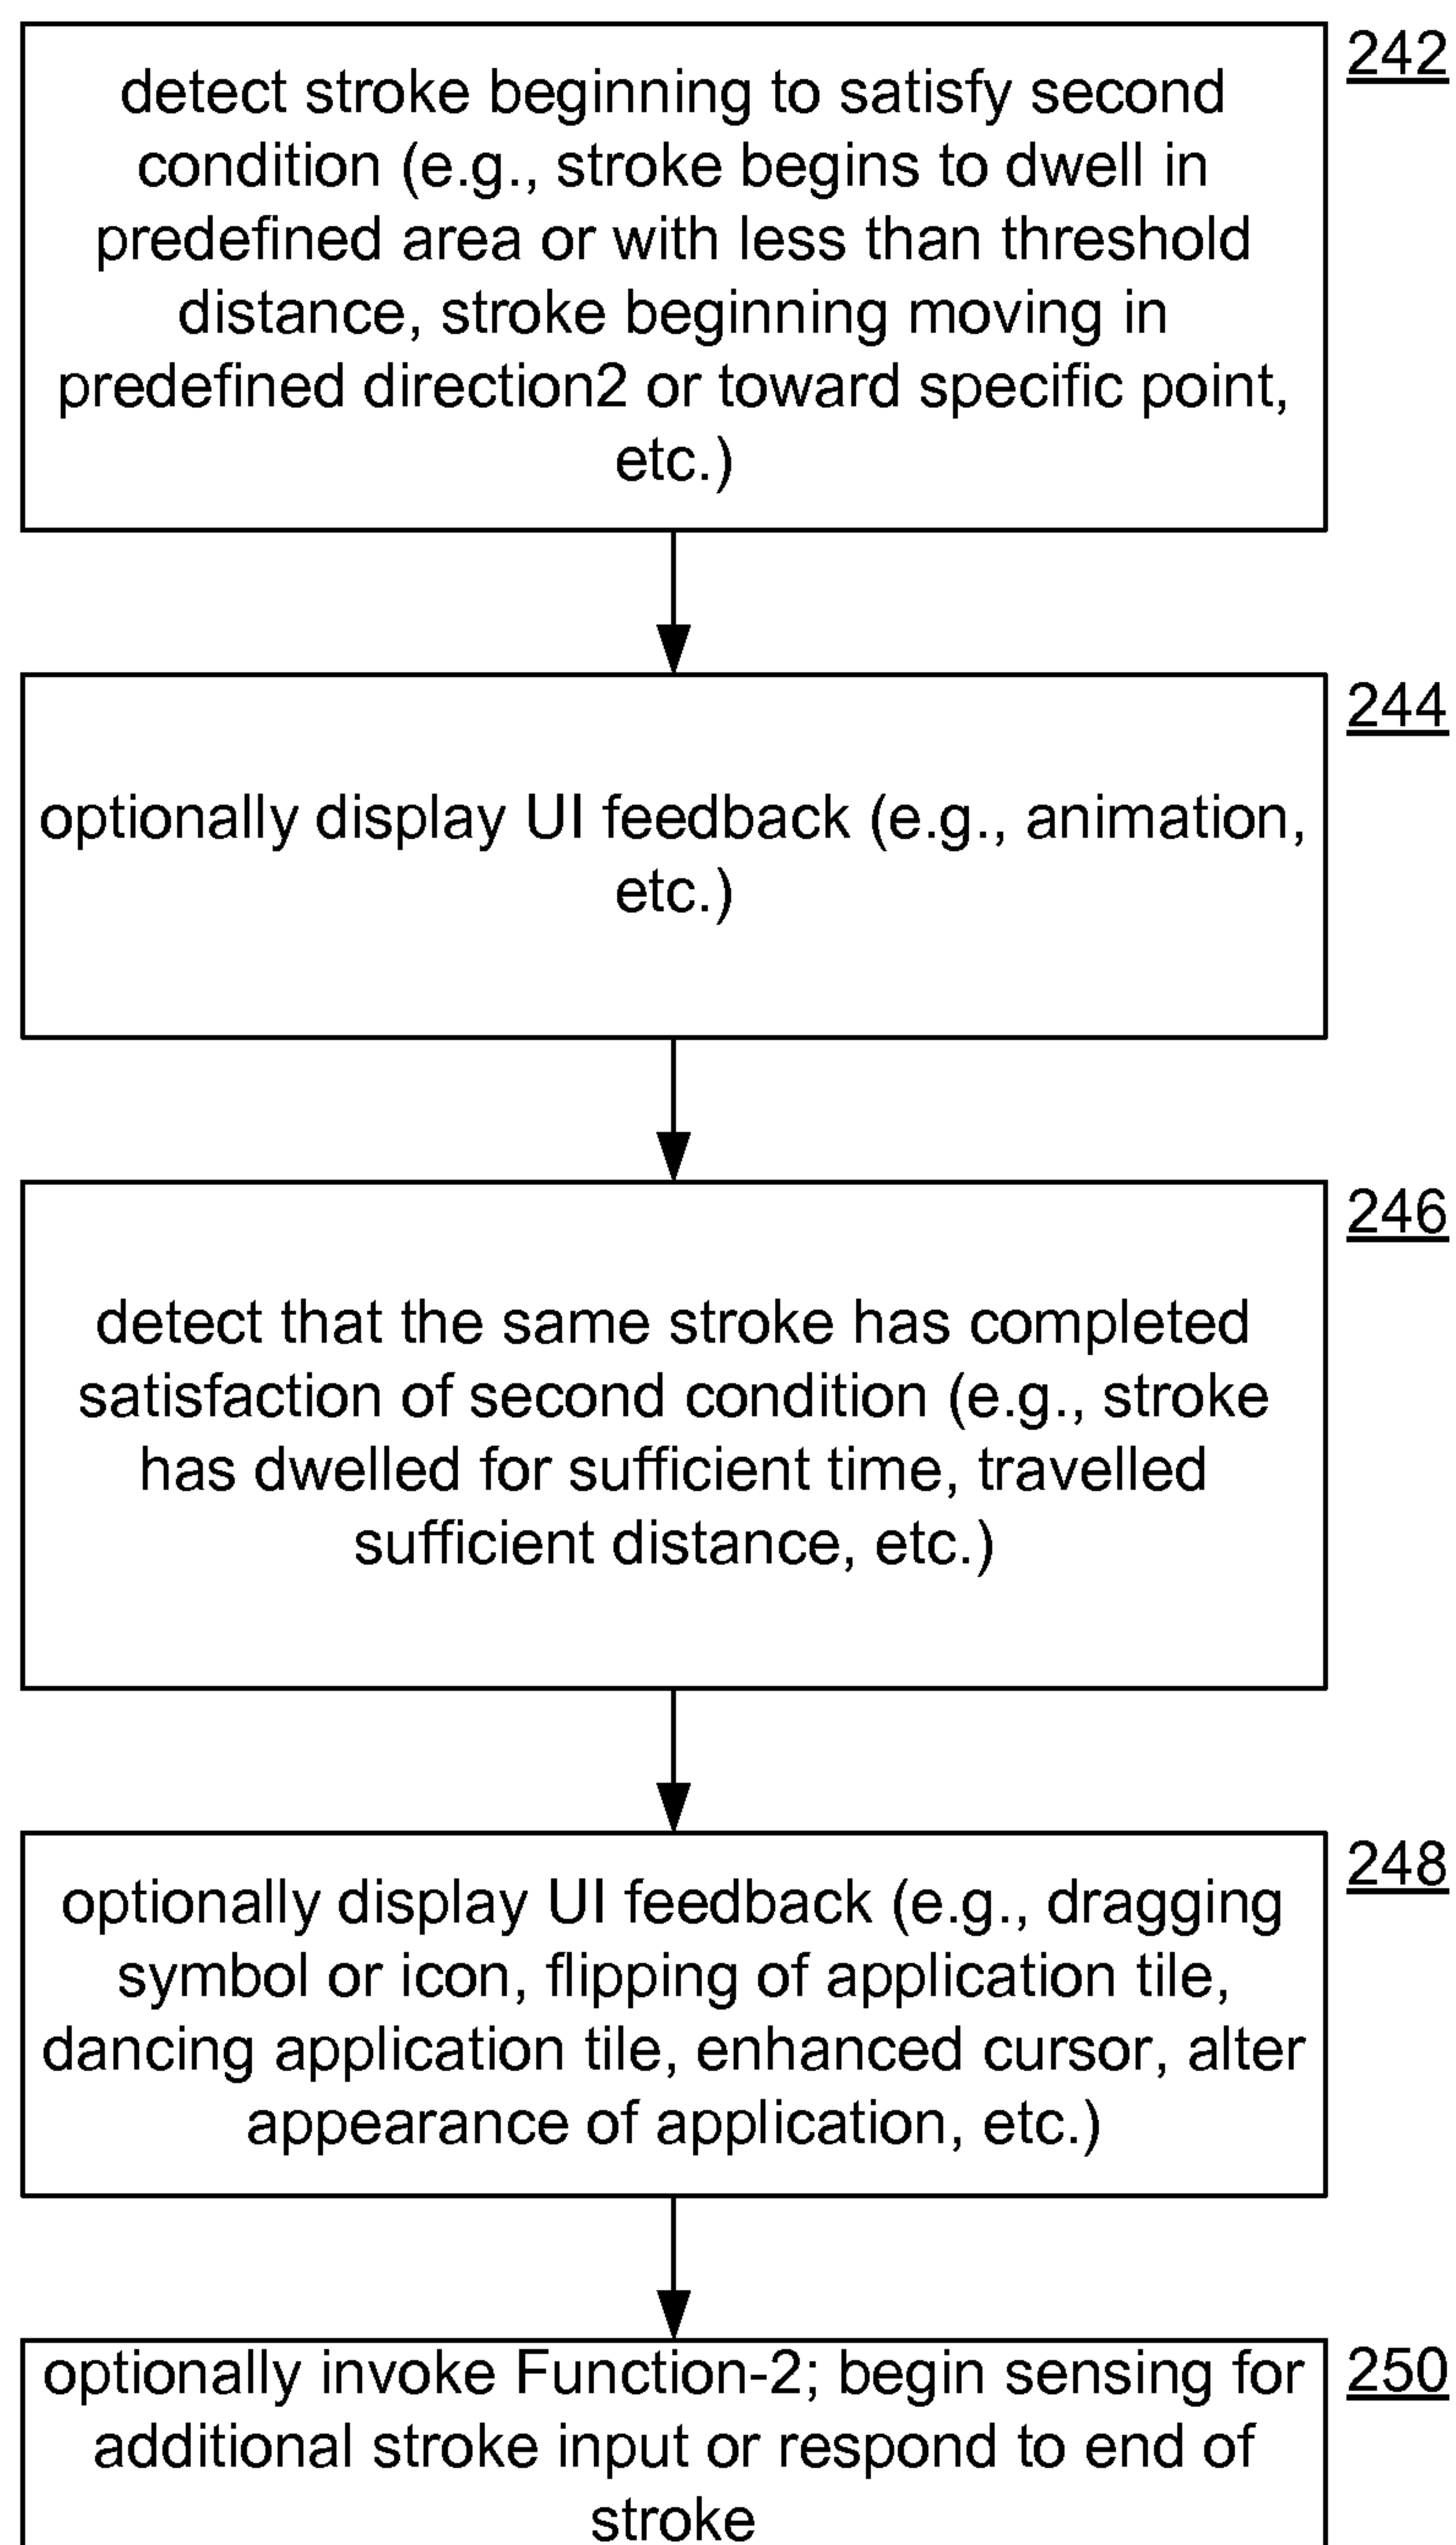 242
detect stroke beginning to satisfy second
condition (e.g., stroke begins to dwell in
predefined area or with less than threshold
distance, stroke beginning moving in
predefined direction2 or toward specific point,
etc.)
244
optionally display UI feedback (e.g., animation,
etc.)
246
detect that the same stroke has completed
satisfaction of second condition (e.g., stroke
has dwelled for sufficient time, travelled
sufficient distance, etc.)
248
optionally display UI feedback (e.g., dragging
symbol or icon, flipping of application tile,
dancing application tile, enhanced cursor, alter
appearance of application, etc.)
250
optionally invoke Function-2; begin sensing for
additional stroke input or respond to end of
stroke